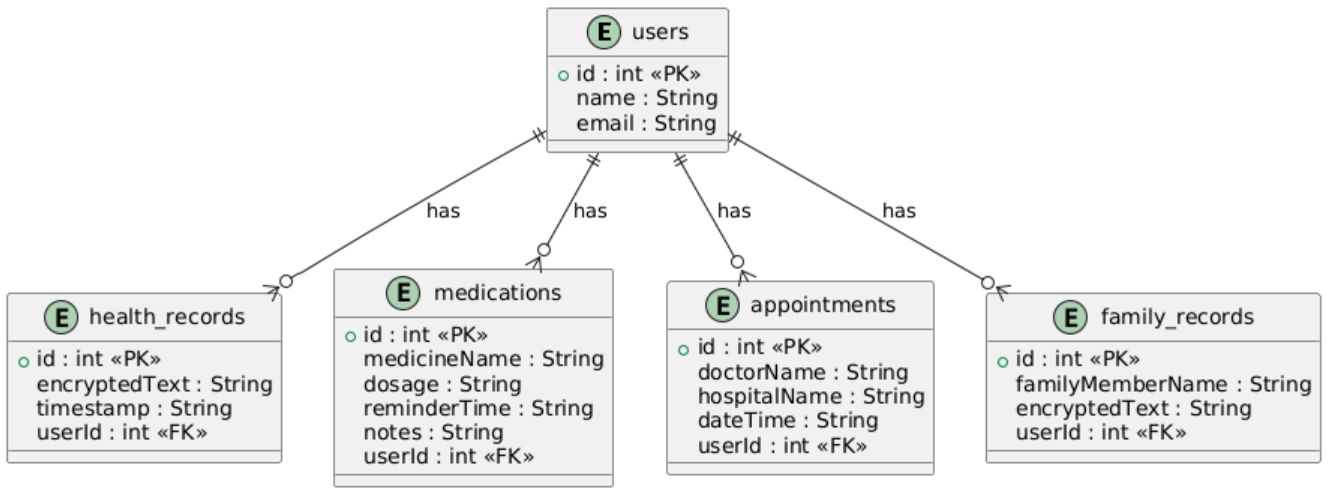 E users
id : int «PK»
name : String
email : String
has
has
has
has
E health_records
id : int «PK»
encryptedText : String
timestamp : String
userId : int «FK»
E medications
id : int «PK»
medicineName : String
dosage : String
reminderTime : String
notes : String
userId : int «FK»
E appointments
id : int «PK»
doctorName : String
hospitalName : String
dateTime : String
userId : int «FK»
E family_records
id : int «PK»
familyMemberName : String
encryptedText : String
userId : int «FK»